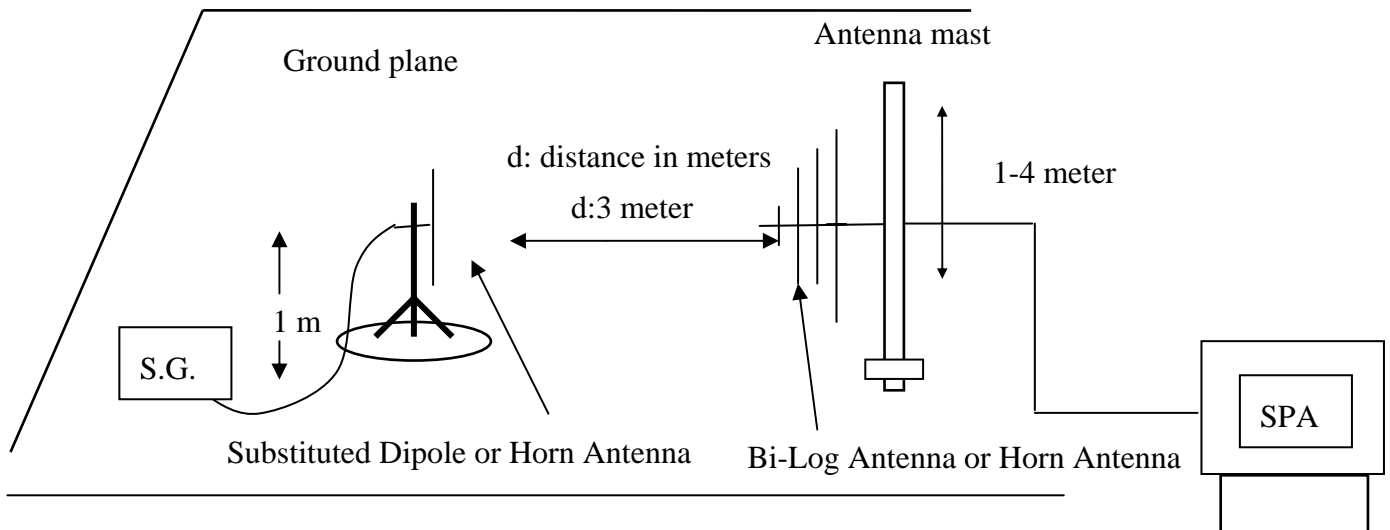 Antenna mast
Ground plane
d: distance in meters
d:3 meter
1-4 meter
1 m
S.G.
SPA
Substituted Dipole or Horn Antenna
Bi-Log Antenna or Horn Antenna